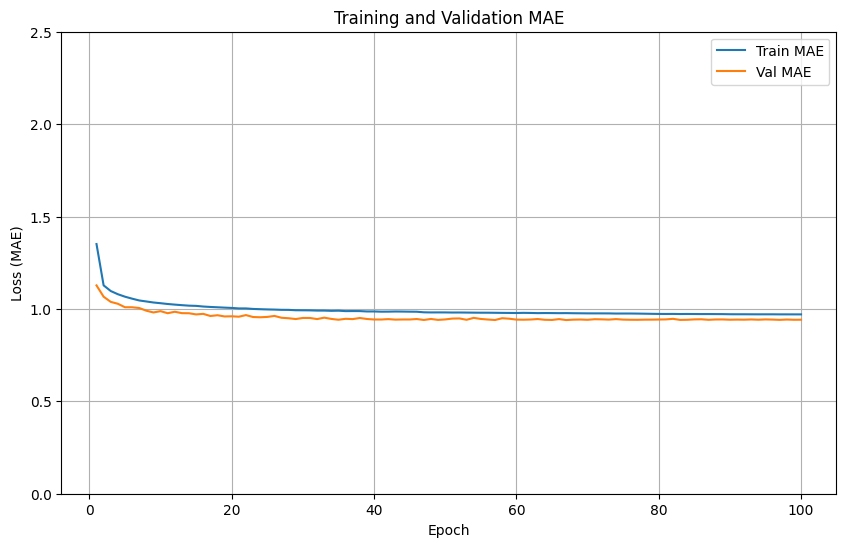 Training and Validation MAE
Train MAE
Val MAE
2.5
2.0
1.5
1.0
0.5
0.0
Loss (MAE)
0 20 40 60 80 100
Epoch